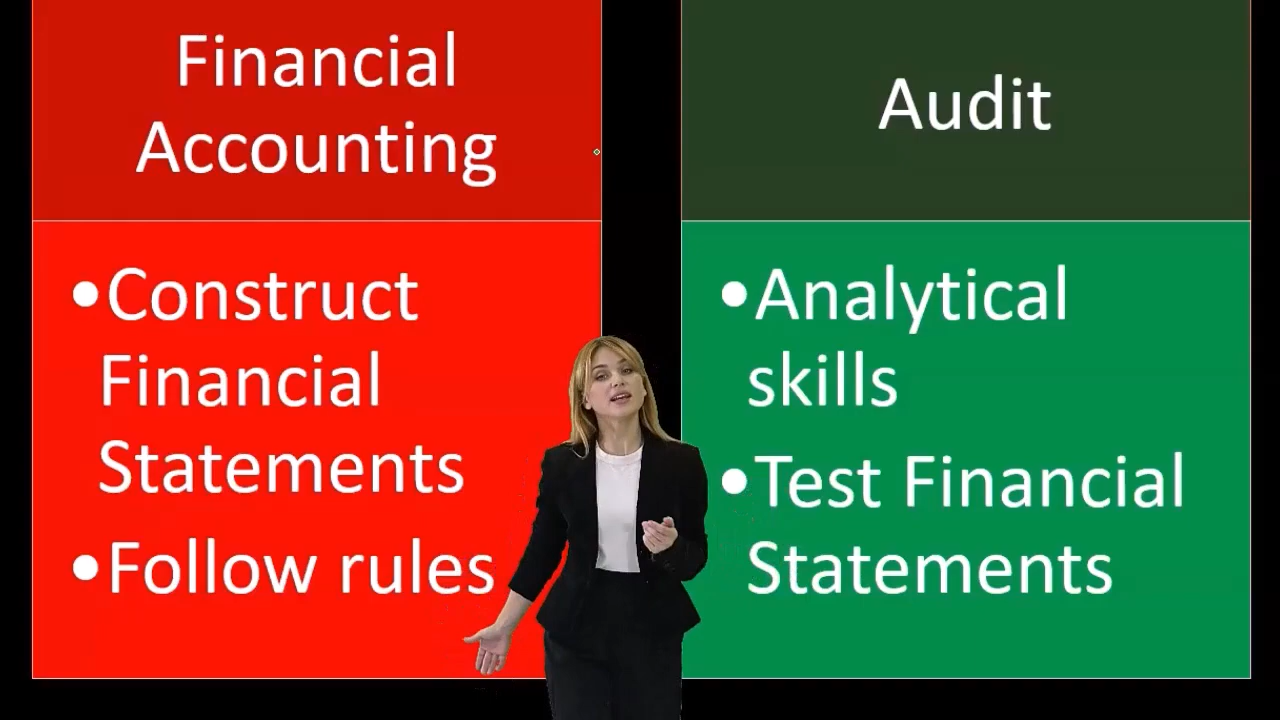 Financial
Accounting
•Construct
Financial
Statements
•Follow rules
Audit
•Analytical
skills
•Test Financial
Statements